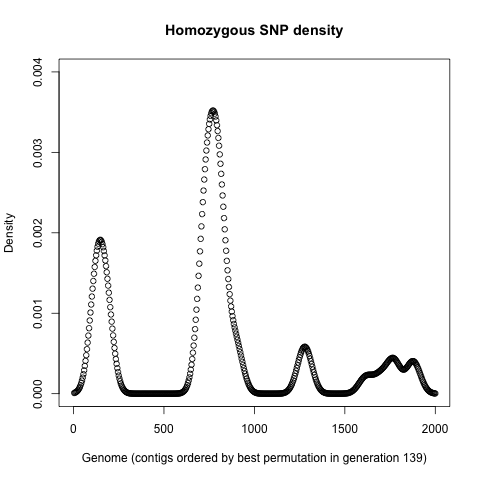 Homozygous SNP density
0.004
0.003
0.002
0.001
0.000
Density
0 500 1000 1500 2000
Genome (contigs ordered by best permutation in generation 139)